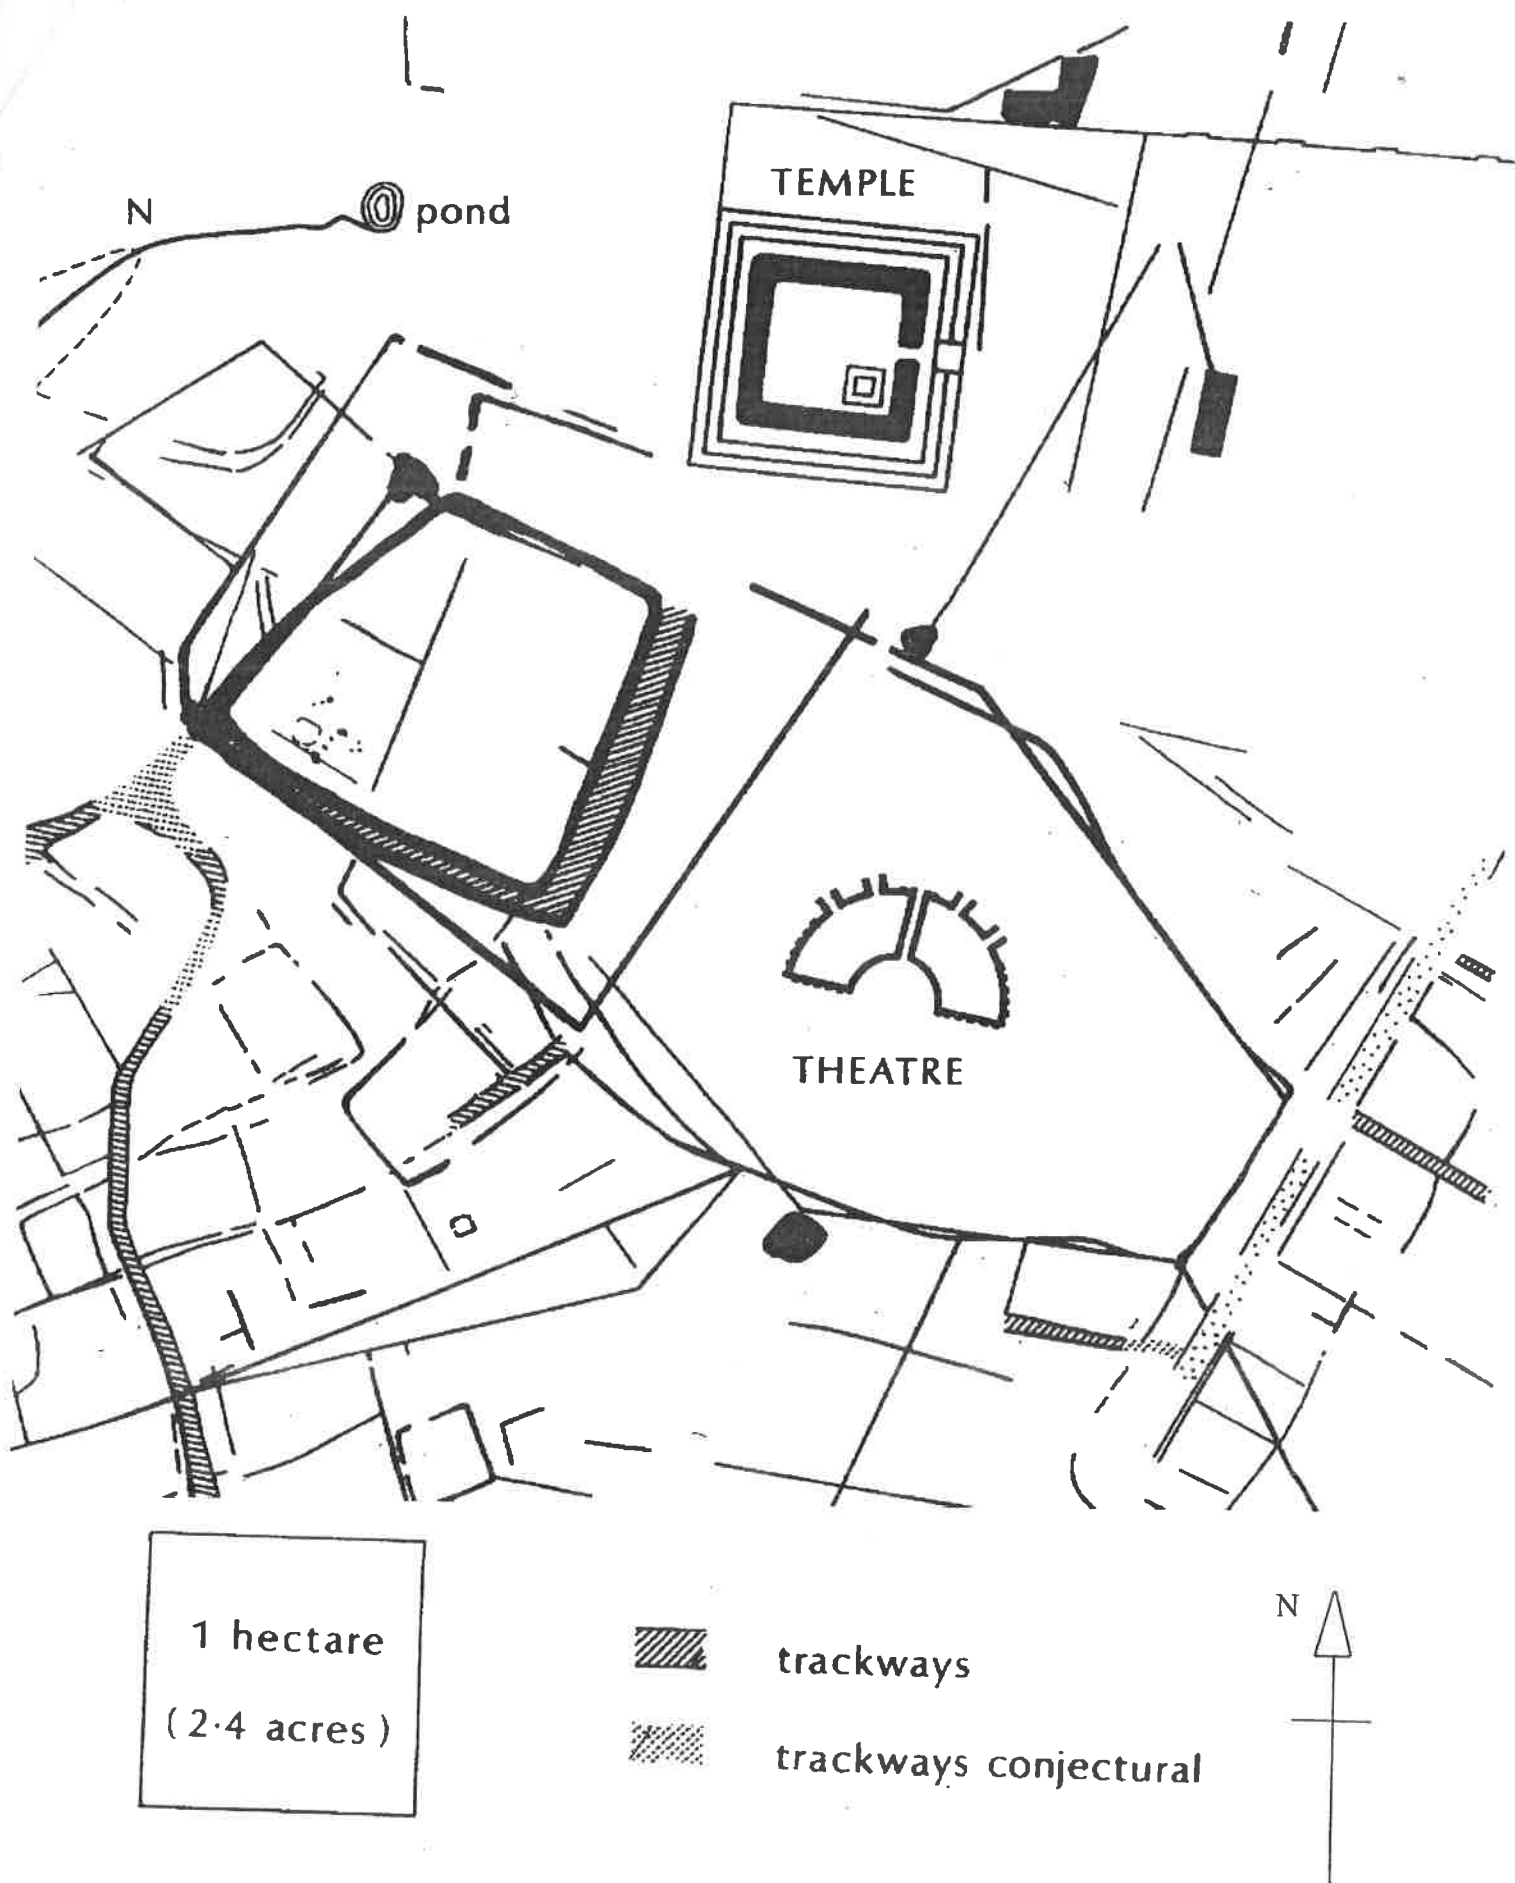 TEMPLE
N
pond
THEATRE
1 hectare
(2·4 acres)
trackways
trackways conjectural
N